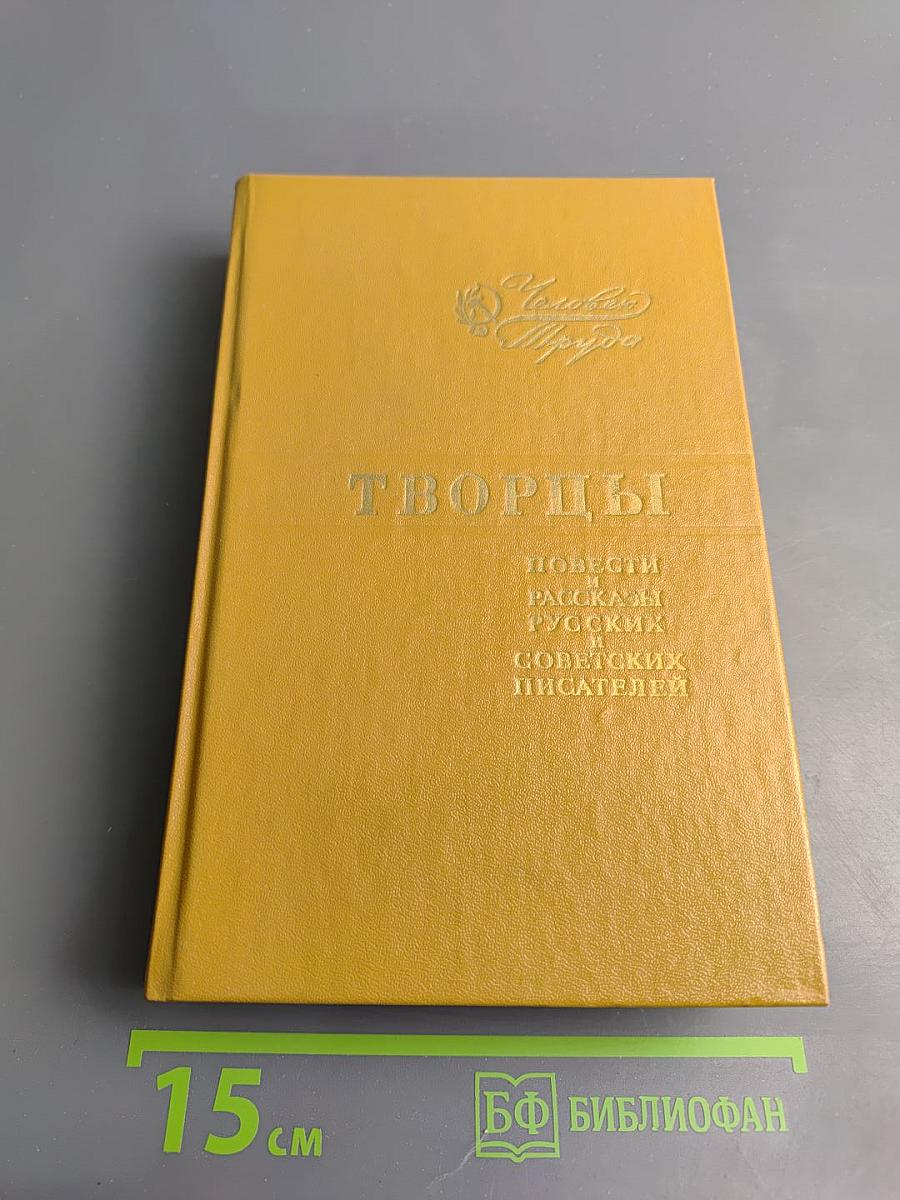 Человек
Труда
ТВОРЦЫ
ПОВЕСТИ
И
РАССКАЗЫ
РУССКИХ
И
СОВЕТСКИХ
ПИСАТЕЛЕЙ
15 см
БФ БИБЛИОФАН